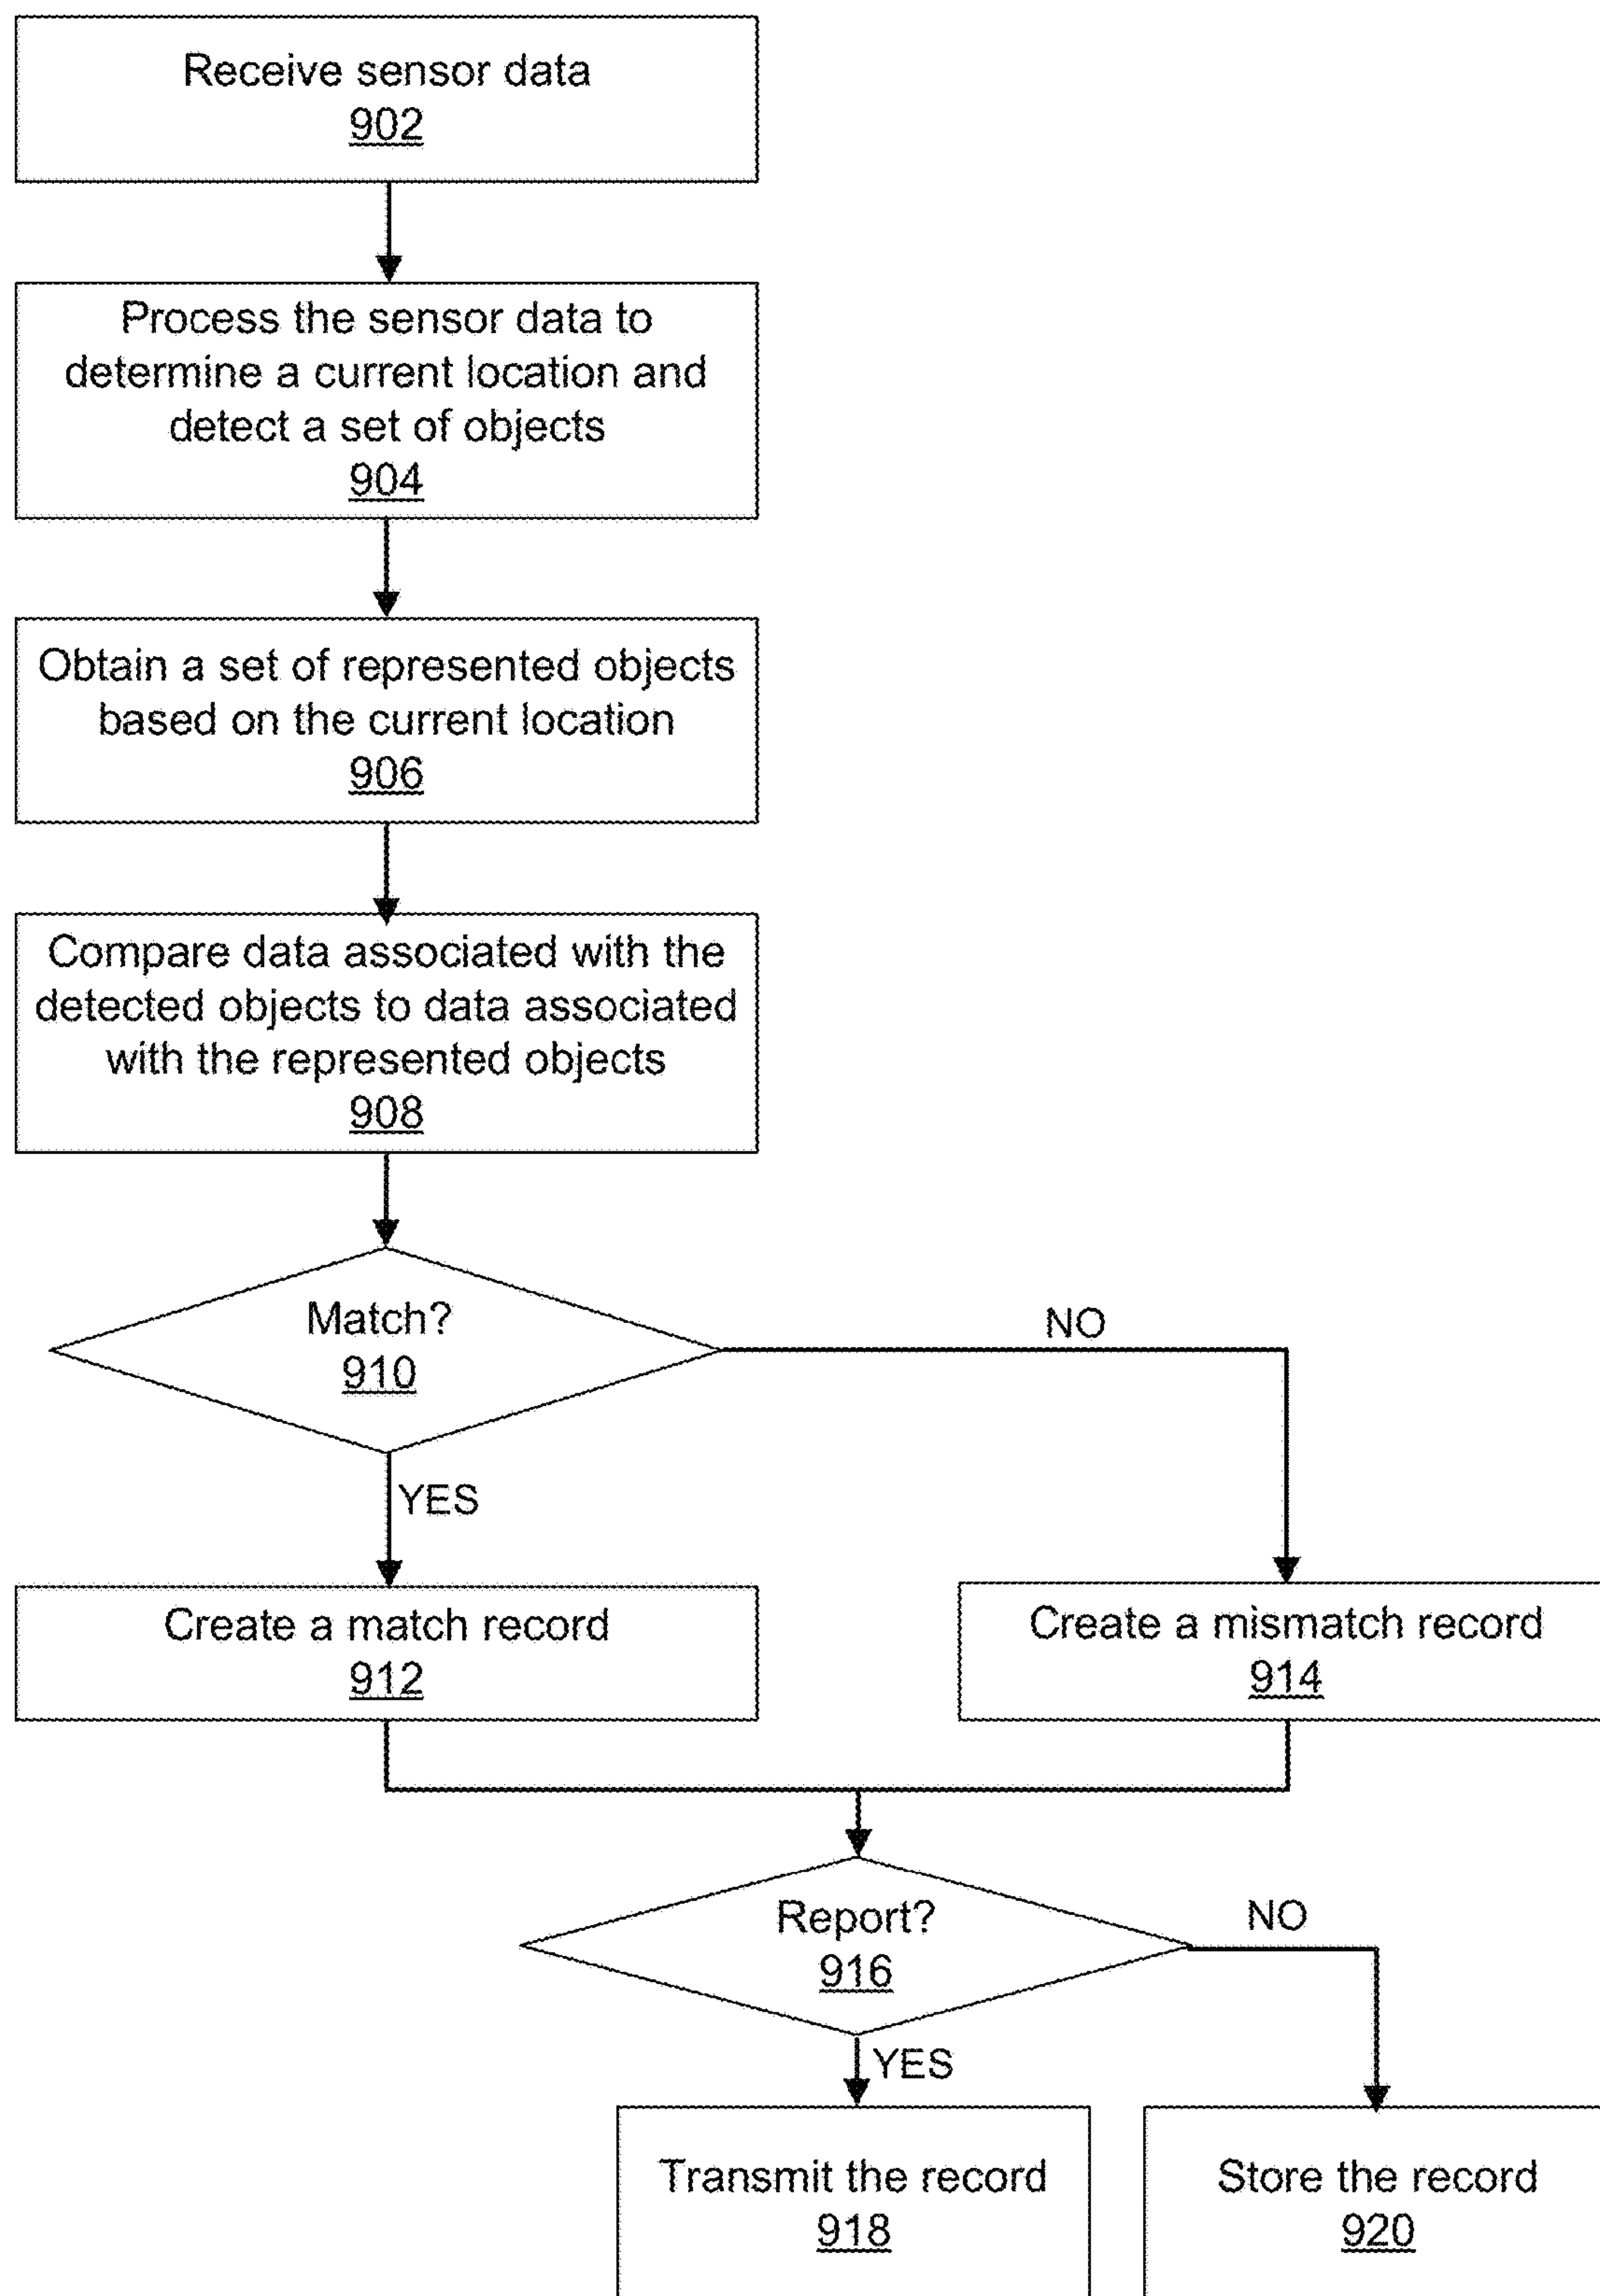 Receive sensor data
902
Process the sensor data to
determine a current location and
detect a set of objects
904
Obtain a set of represented objects
based on the current location
906
Compare data associated with the
detected objects to data associated
with the represented objects
908
Match?
910
NO
YES
Create a match record
912
Create a mismatch record
914
Report?
916
NO
YES
Transmit the record
918
Store the record
920